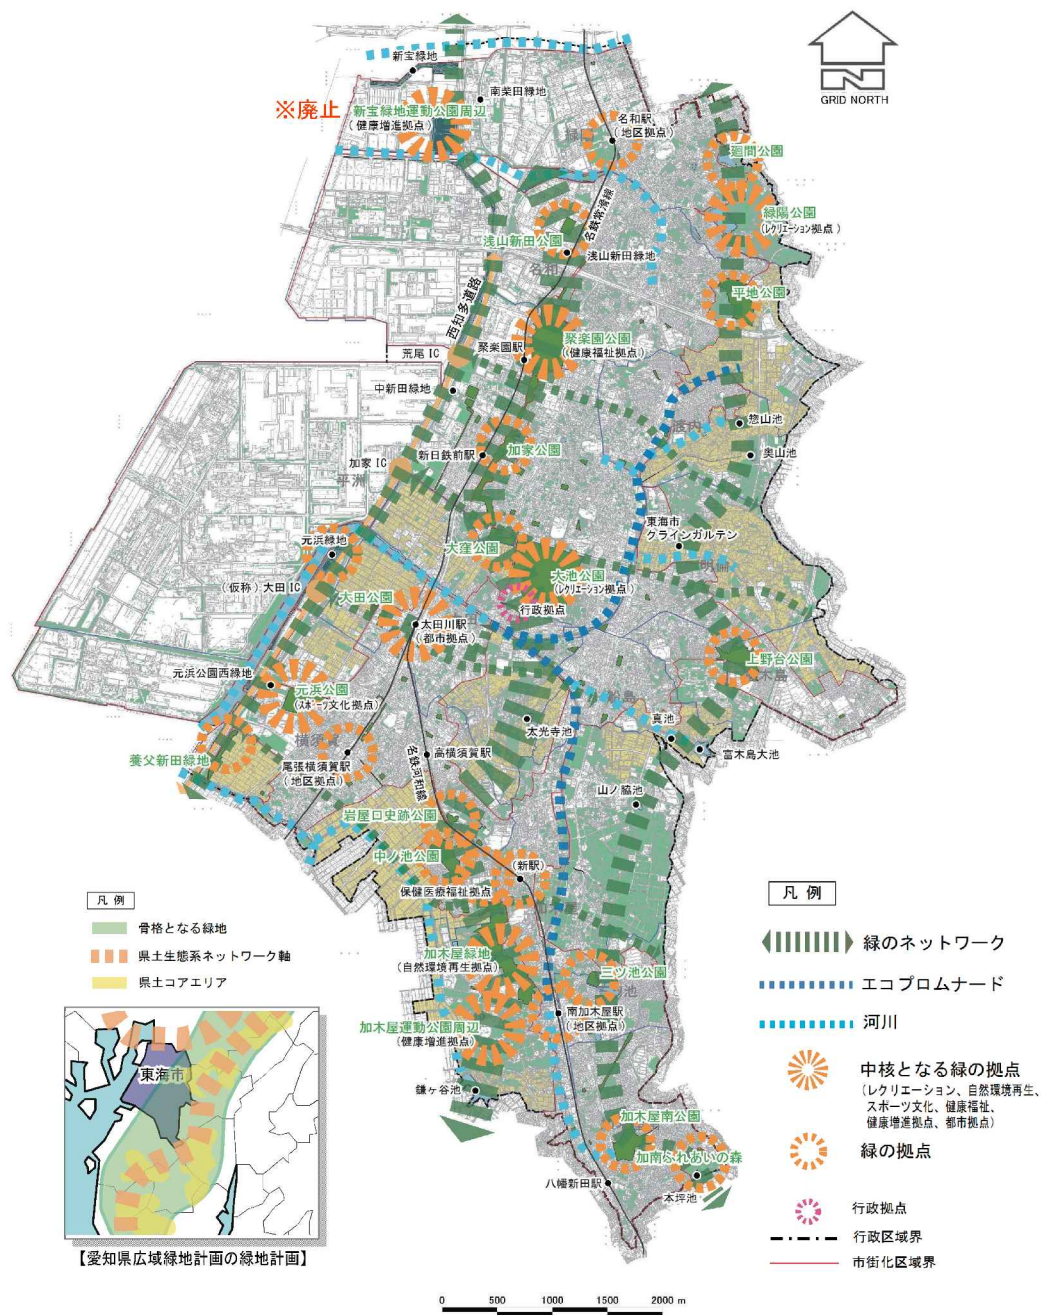 新宝緑地
GRID NORTH
南柴田緑地
※廃止
新宝緑地運動公園周辺
(健康増進拠点)
名和駅
(地区拠点)
緑陽
廻間公園
緑陽公園
(レクリエーション拠点)
名鉄常滑線
浅山新田公園
浅山新田緑地
名和
平地公園
西知多道路
聚楽園公園
(健康福祉拠点)
聚楽園駅
荒尾 IC
中新田緑地
惣山池
加家公園
新日鉄前駅
奥山池
加家 IC
平洲
東海市
クラインガルテン
元浜緑地
大窪公園
明倫
大池公園
(レクリエーション拠点)
(仮称)大田 IC
大田公園
行政拠点
太田川駅
(都市拠点)
上野台公園
元浜公園西緑地
元浜公園
(スポーツ文化拠点)
太光寺池
真池
富木島大池
養父新田緑地
尾張横須賀駅
(地区拠点)
高横須賀駅
名鉄河和線
山ノ脇池
岩屋口史跡公園
中ノ池公園
(新駅)
保健医療福祉拠点
加木屋緑地
(自然環境再生拠点)
三ツ池公園
南加木屋駅
(地区拠点)
加木屋運動公園周辺
(健康増進拠点)
鎌ヶ谷池
加木屋南公園
加南ふれあいの森
八幡新田駅
本坪池
凡 例
骨格となる緑地
県土生態系ネットワーク軸
県土コアエリア
東海市
【愛知県広域緑地計画の緑地計画】
凡 例
緑のネットワーク
エコプロムナード
河川
中核となる緑の拠点
(レクリエーション、自然環境再生、
スポーツ文化、健康福祉、
健康増進拠点、都市拠点)
緑の拠点
行政拠点
行政区域界
市街化区域界
0 500 1000 1500 2000 m